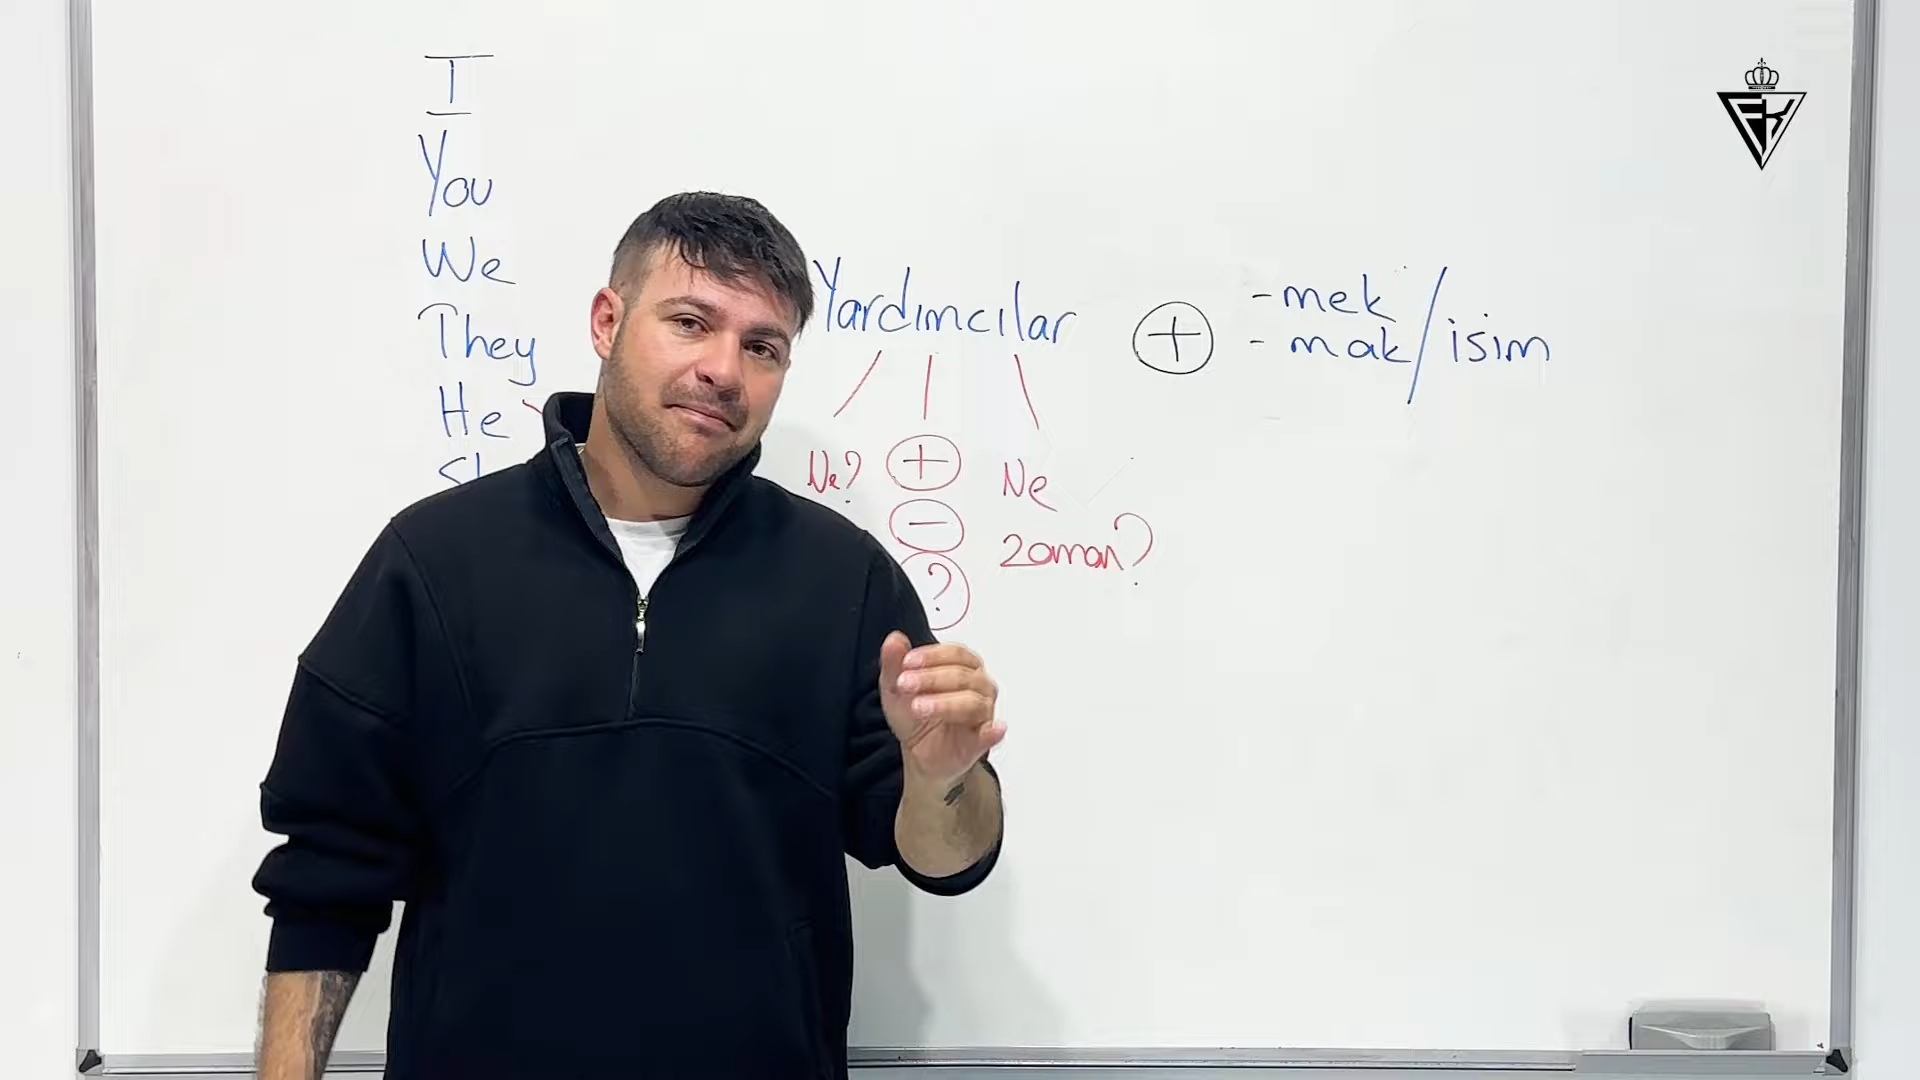 I
You
We
They
He
Yardımcılar
+
-mek
-mak/isim
Ne?
+
-
?
Ne
zaman?